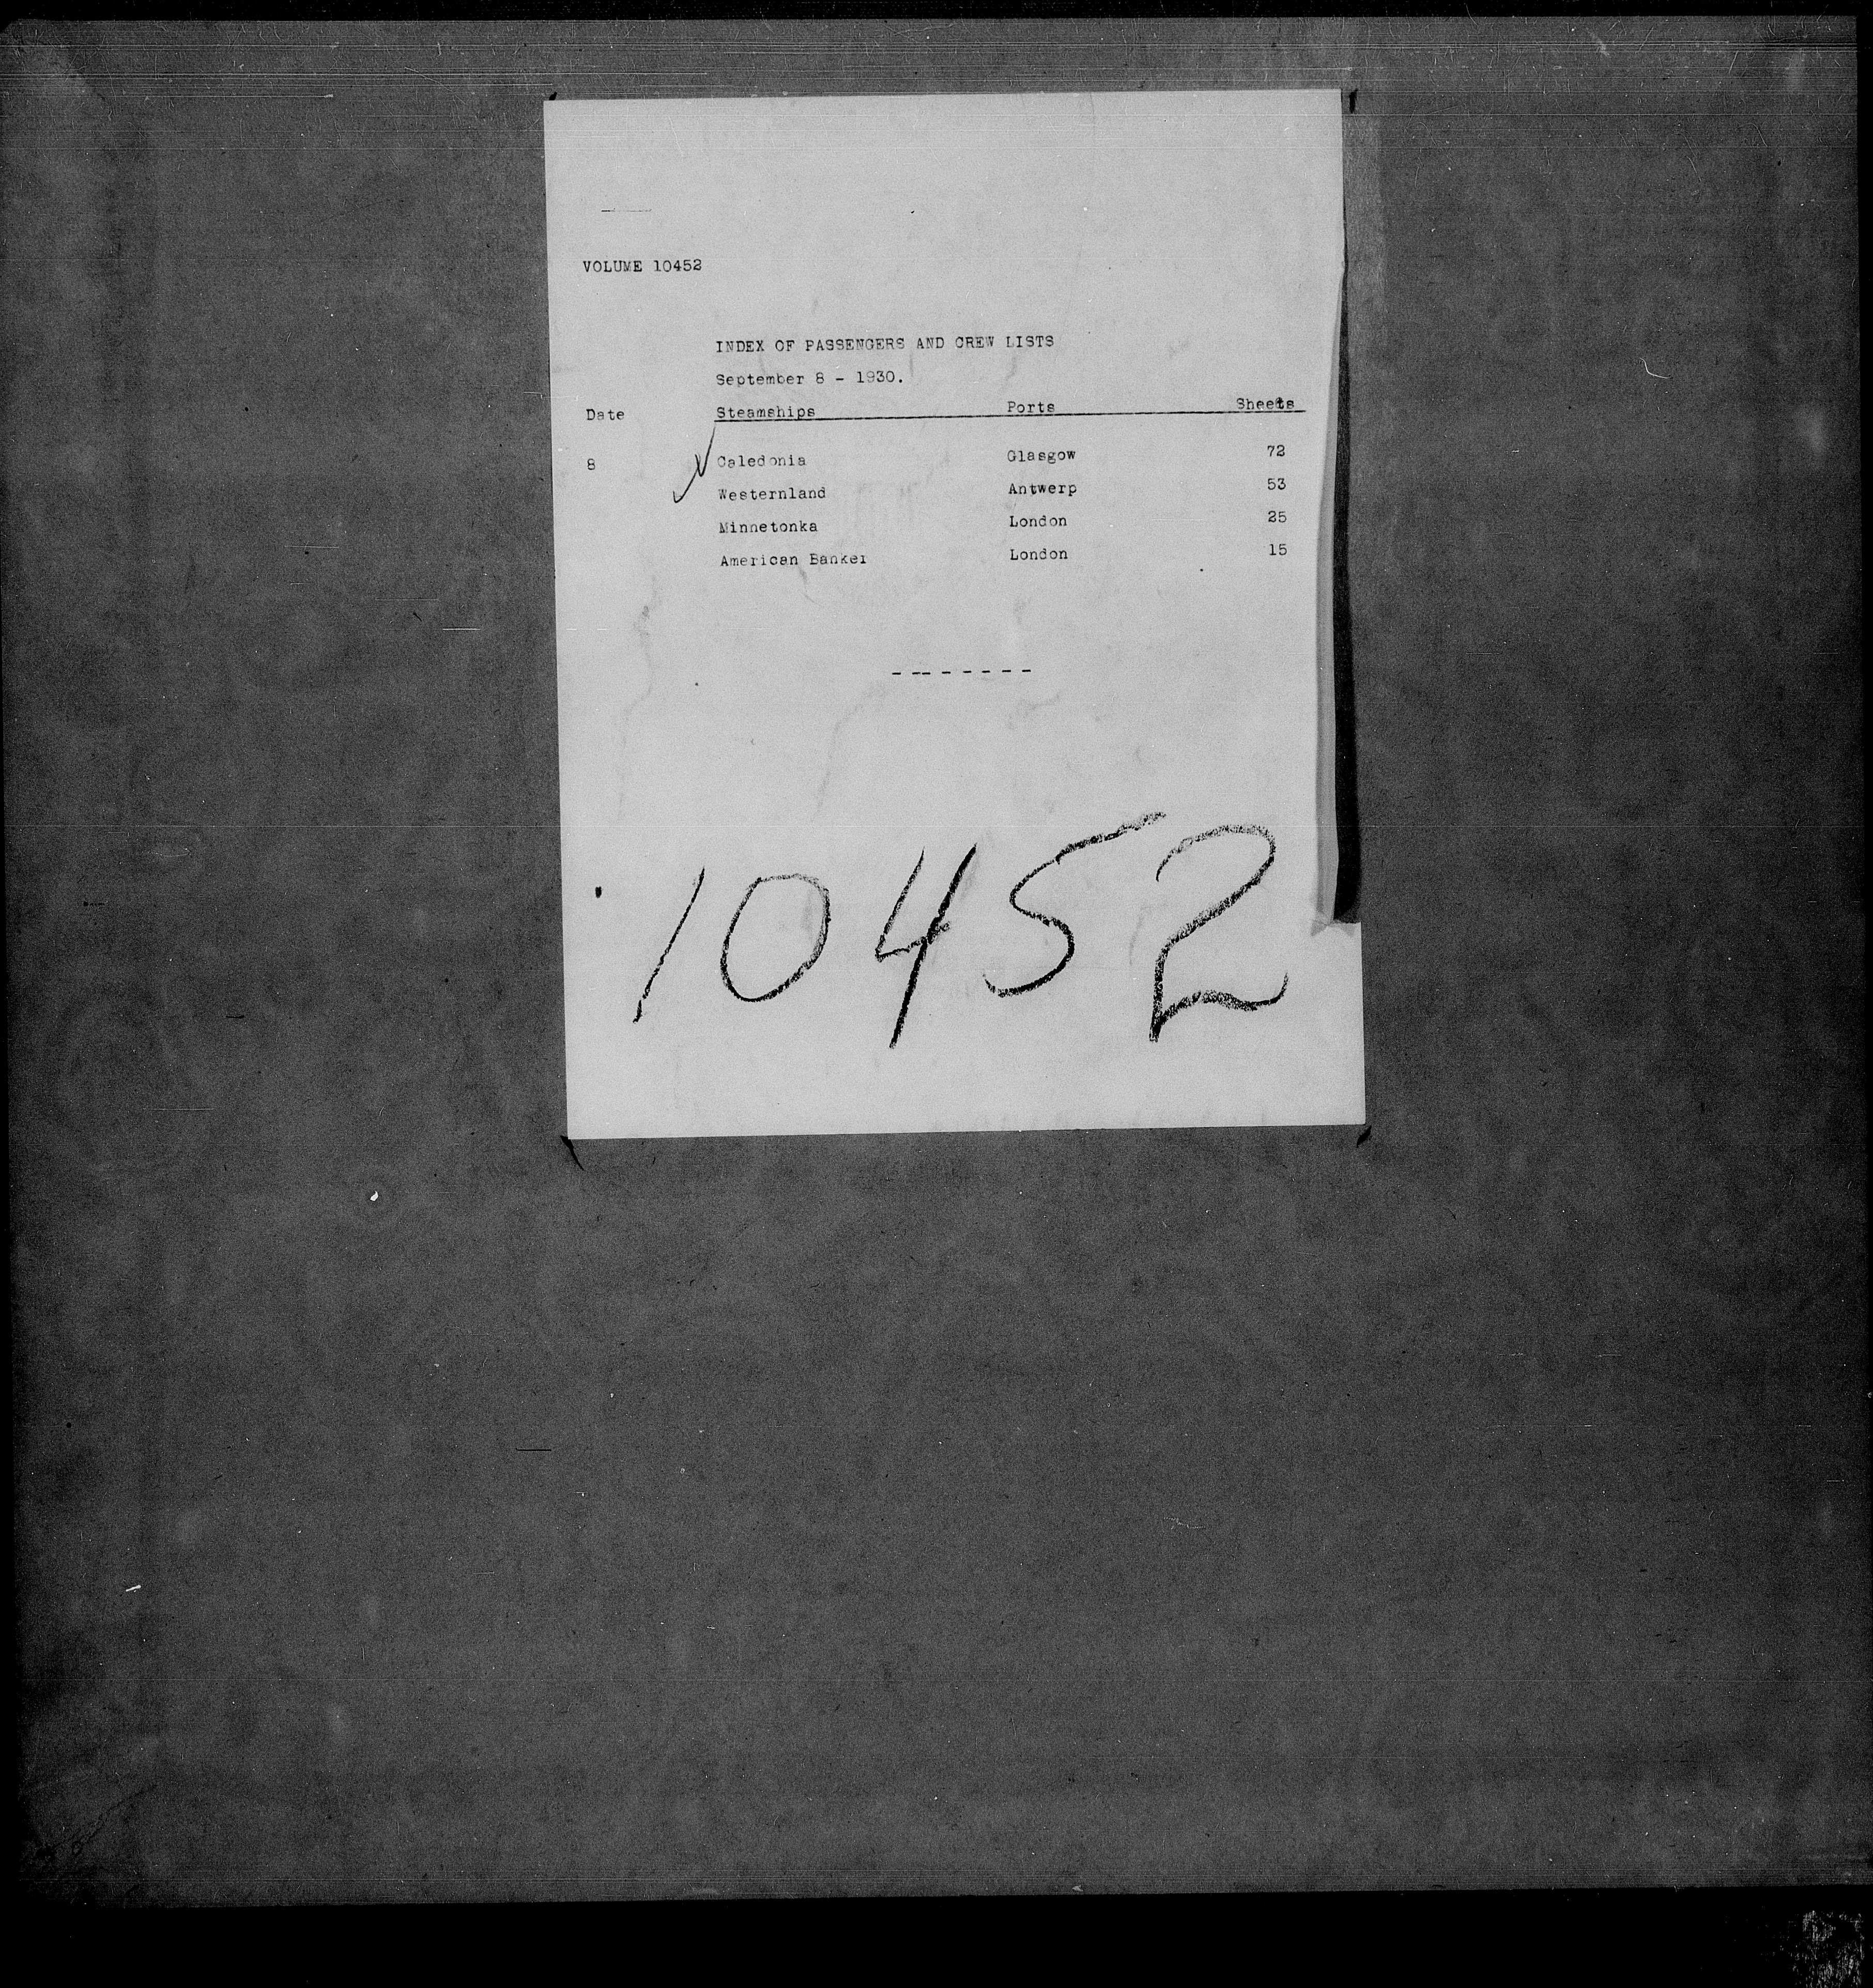 VOLUME 10452
INDEX OF PASSENGERS AND CREW LISTS
September 8 - 1930.
Date Steamships Ports Sheets
8 Caledonia Glasgow 72
Westernland Antwerp 53
Minnetonka London 25
American Banker London 15
--------
10452